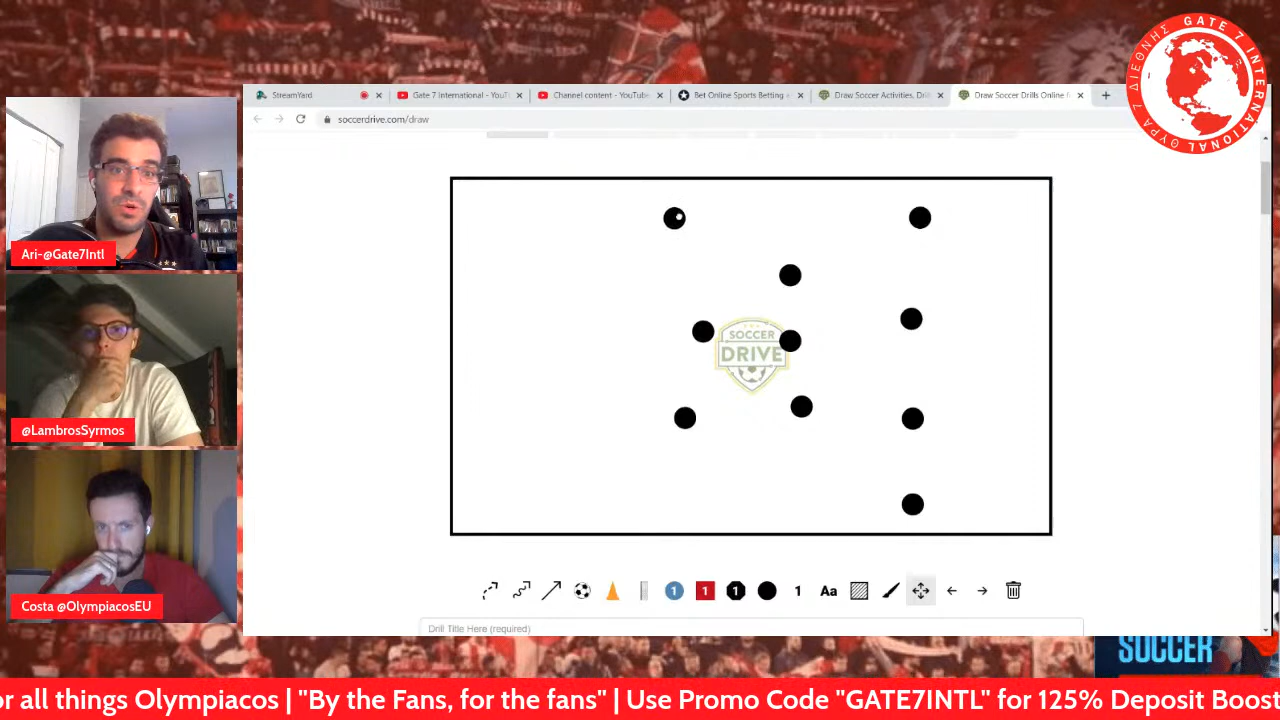 StreamYard
Gate 7 International - YouT
Channel content - YouTube
Bet Online Sports Betting
Draw Soccer Activities, Dril
Draw Soccer Drills Online f
soccerdrive.com/draw
GATE 7 INTERNATIONAL
ΘΥΡΑ 7 ΔΙΕΘΝΗΣ
Ari-@Gate7Intl
@LambrosSyrmos
Costa @OlympiacosEU
SOCCER
DRIVE
1
1
1
1
Aa
Drill Title Here (required)
SOCCER
or all things Olympiacos | "By the Fans, for the fans" | Use Promo Code "GATE7INTL" for 125% Deposit Boost